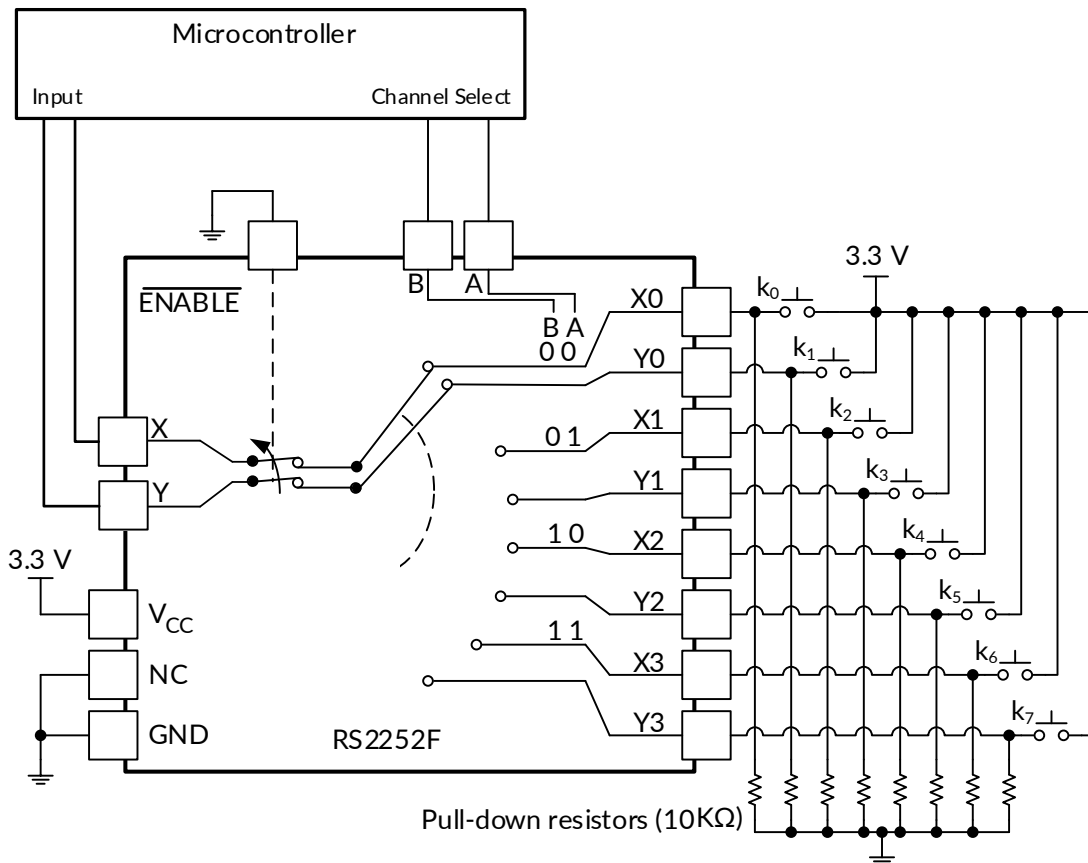 Microcontroller
Input
Channel Select
3.3 V
B
A
ENABLE
X0
k0
B A
0 0
Y0
k1
X
X1
k2
0 1
Y
Y1
k3
3.3 V
1 0
X2
k4
VCC
Y2
k5
1 1
NC
X3
k6
GND
RS2252F
Y3
k7
Pull-down resistors (10KΩ)